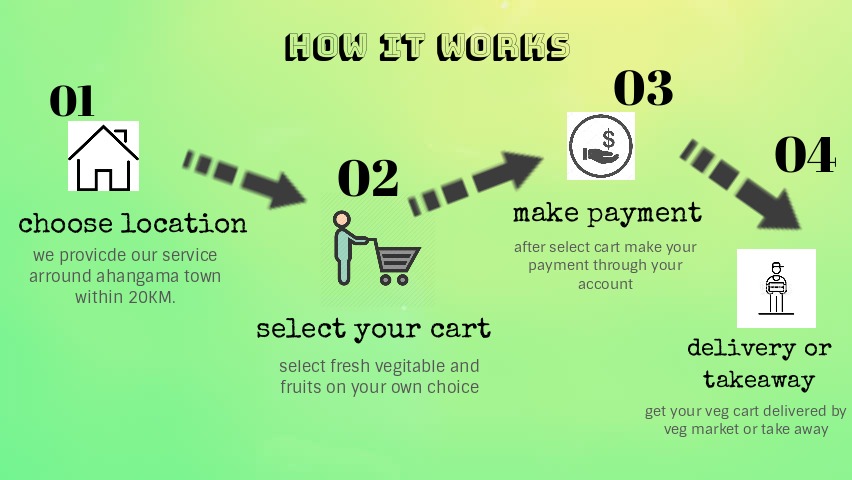 HOW IT WORKS
01
choose location
we provicde our service
arround ahangama town
within 20KM.
02
select your cart
select fresh vegitable and
fruits on your own choice
03
$
make payment
after select cart make your
payment through your
account
04
delivery or
takeaway
get your veg cart delivered by
veg market or take away